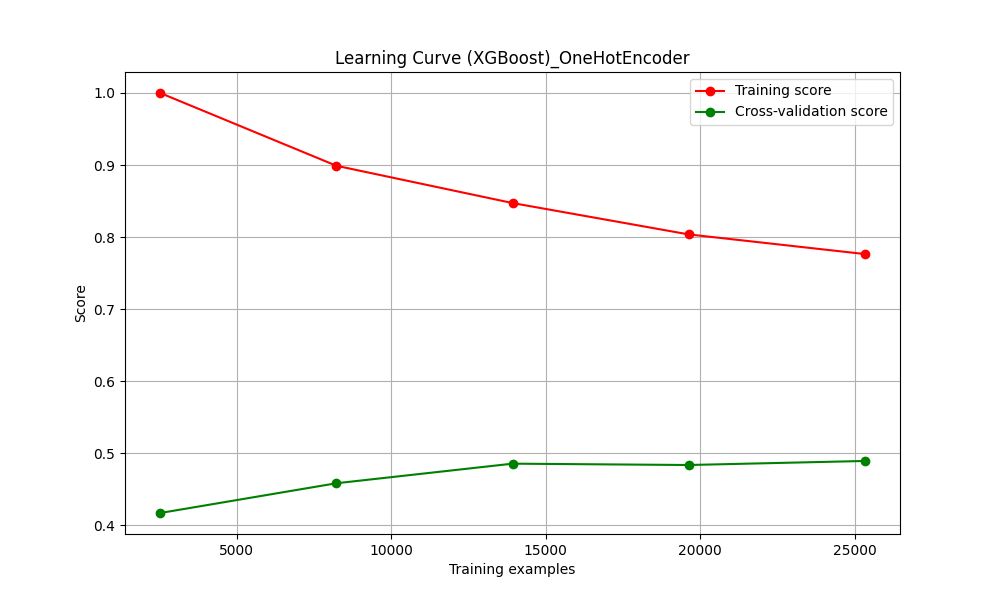 Learning Curve (XGBoost)_OneHotEncoder
Training score
Cross-validation score
Score
1.0
0.9
0.8
0.7
0.6
0.5
0.4
5000
10000
15000
20000
25000
Training examples